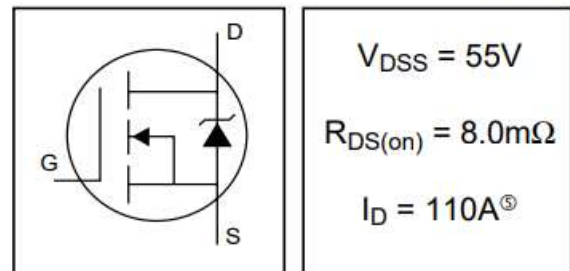 D
G
S
VDSS = 55V
RDS(on) = 8.0mΩ
ID = 110A⑤